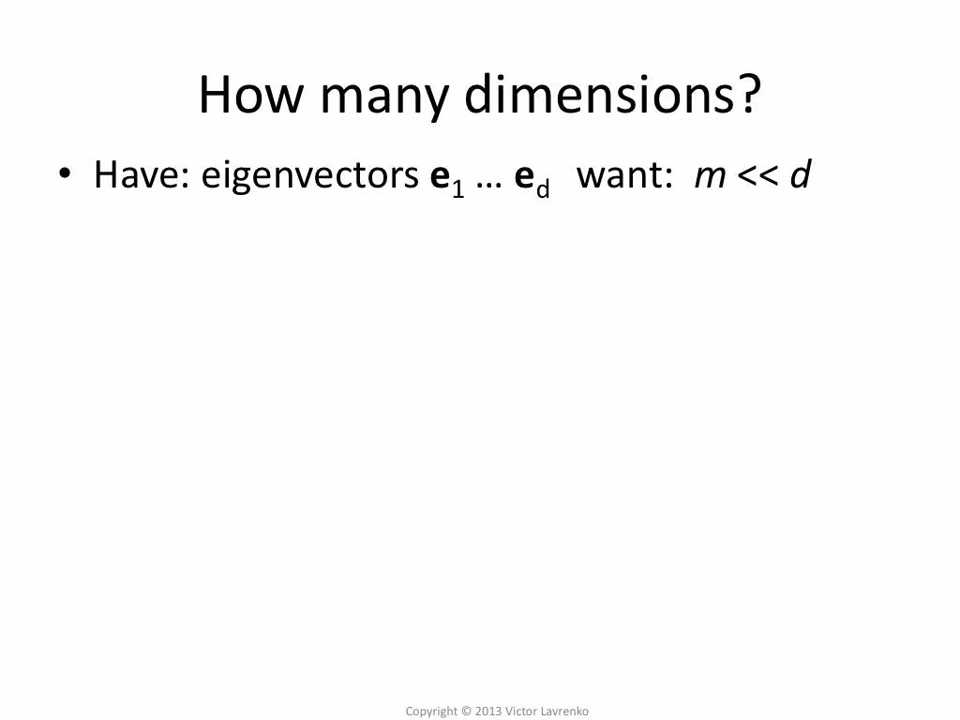 How many dimensions?
• Have: eigenvectors e1 … ed want: m << d
Copyright © 2013 Victor Lavrenko